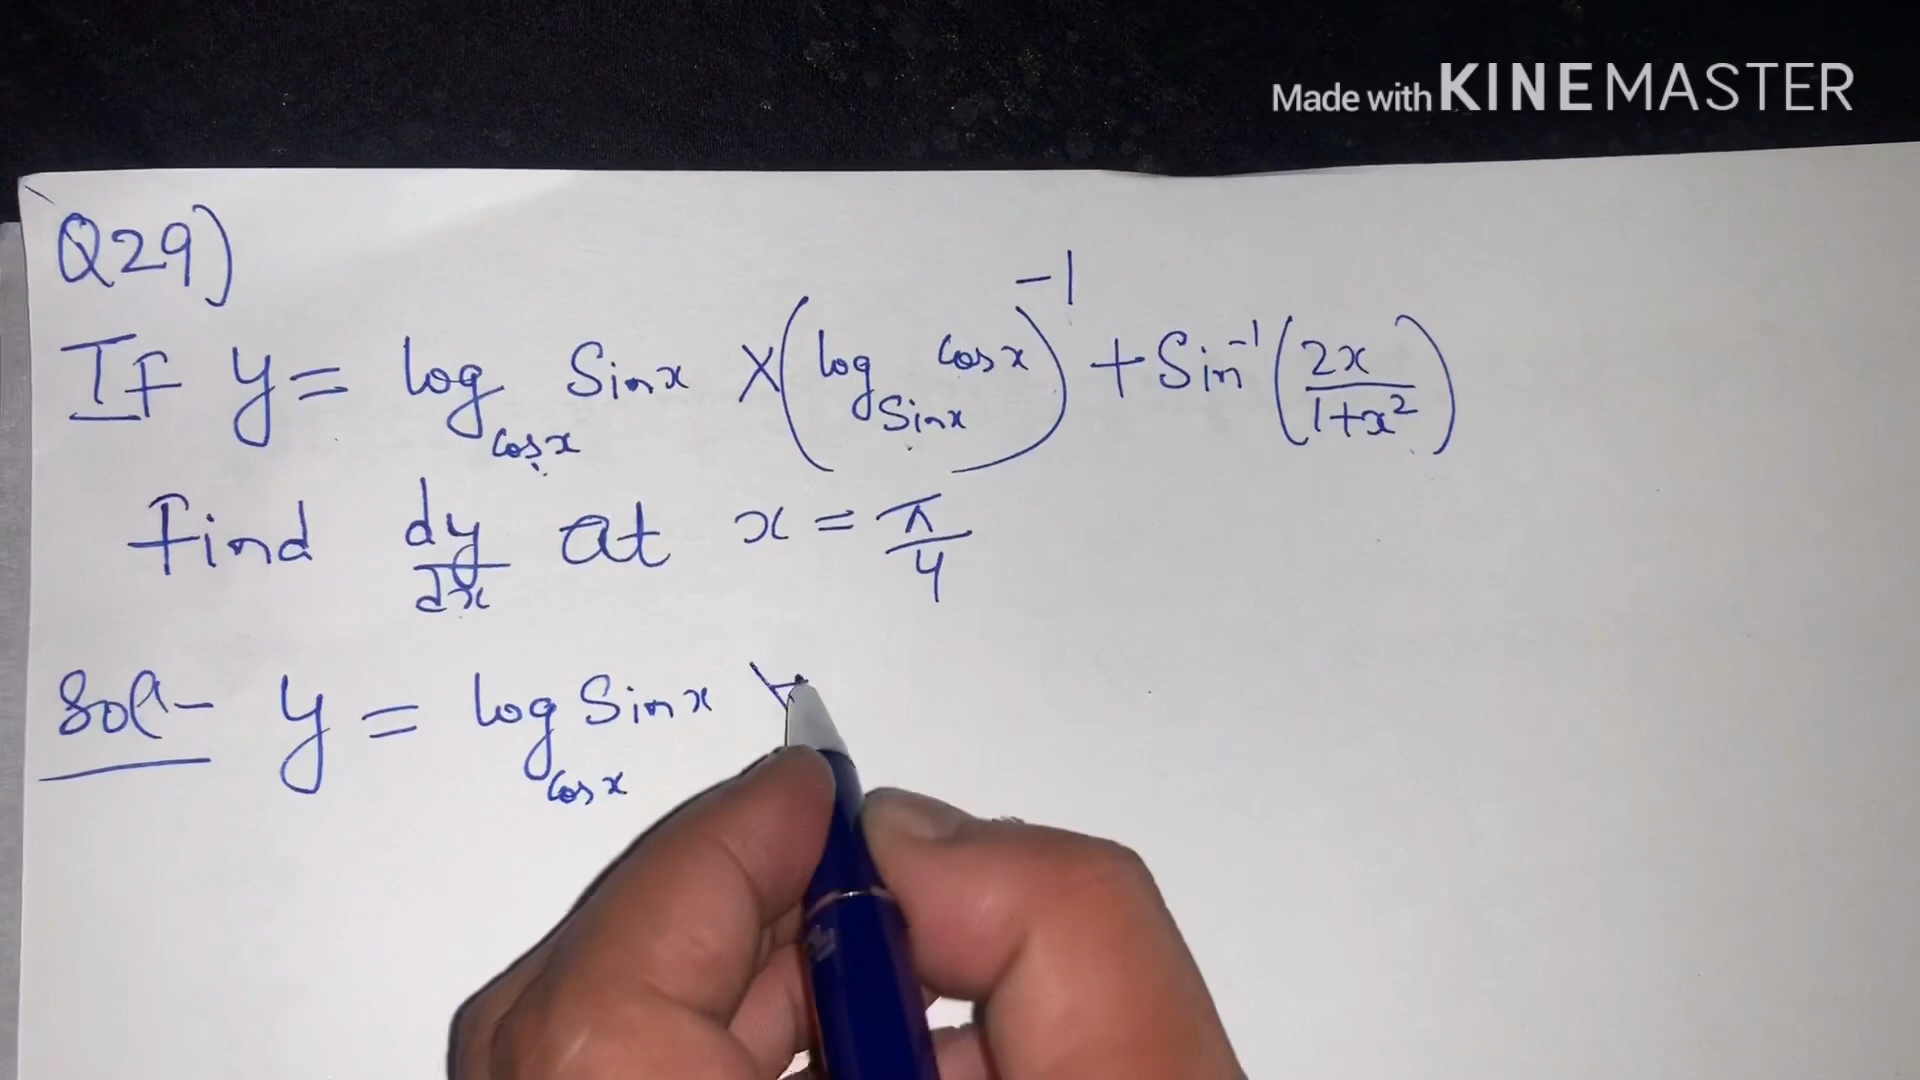 Made with KINEMASTER
Q29)
If y = log_cosx Sinx × (log_Sinx cosx)^-1 + Sin^-1 (2x/(1+x²))
Find dy/dx at x = π/4
Sol- y = log_cosx Sinx